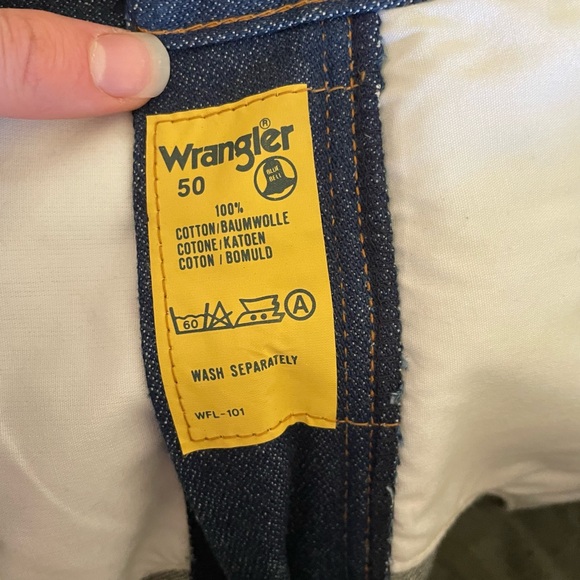 Wrangler®
50
BLUE BELL
100%
COTTON/BAUMWOLLE
COTONE/KATOEN
COTON / BOMULD
60 A
WASH SEPARATELY
WFL-101